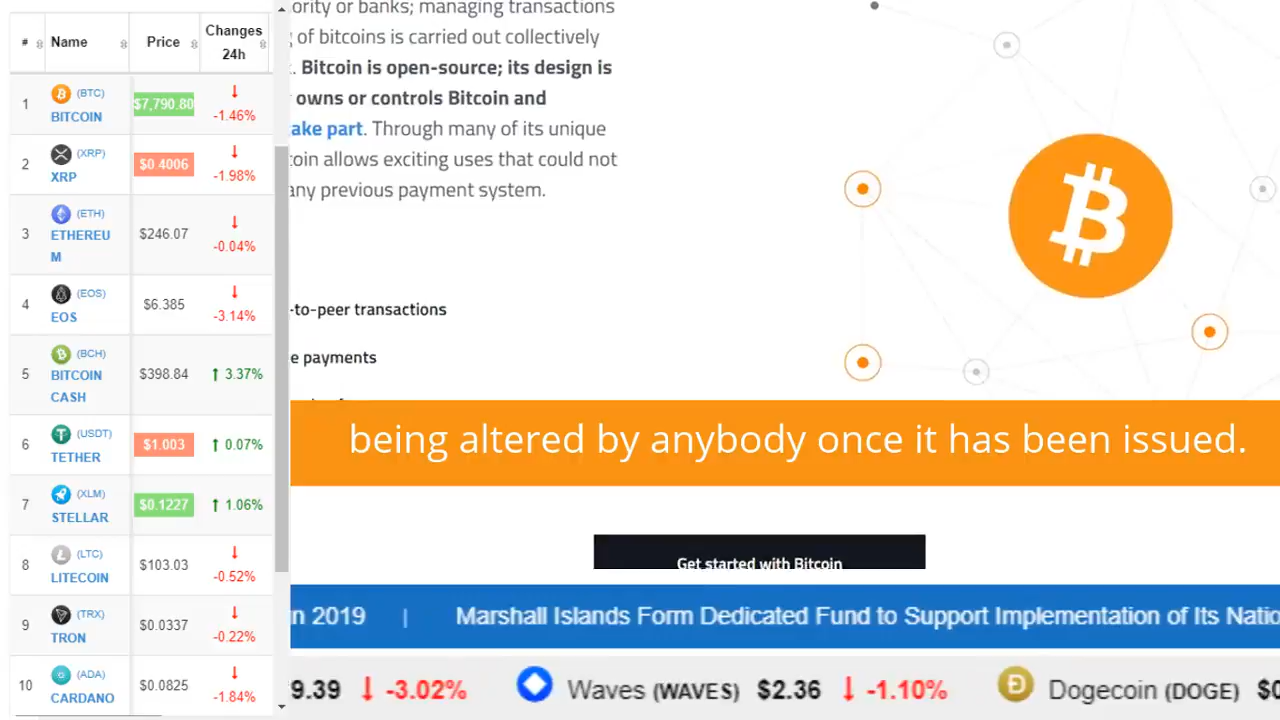 # Name Price Changes 24h
1 (BTC) BITCOIN $7,790.80 -1.46%
2 (XRP) XRP $0.4006 -1.98%
3 (ETH) ETHEREUM $246.07 -0.04%
4 (EOS) EOS $6.385 -3.14%
5 (BCH) BITCOIN CASH $398.84 3.37%
6 (USDT) TETHER $1.003 0.07%
7 (XLM) STELLAR $0.1227 1.06%
8 (LTC) LITECOIN $103.03 -0.52%
9 (TRX) TRON $0.0337 -0.22%
10 (ADA) CARDANO $0.0825 -1.84%
ority or banks; managing transactions
g of bitcoins is carried out collectively
. Bitcoin is open-source; its design is
owns or controls Bitcoin and
ake part. Through many of its unique
coin allows exciting uses that could not
any previous payment system.
-to-peer transactions
e payments
being altered by anybody once it has been issued.
Get started with Bitcoin
n 2019 | Marshall Islands Form Dedicated Fund to Support Implementation of Its Natio
9.39 -3.02% Waves (WAVES) $2.36 -1.10% Dogecoin (DOGE) $0